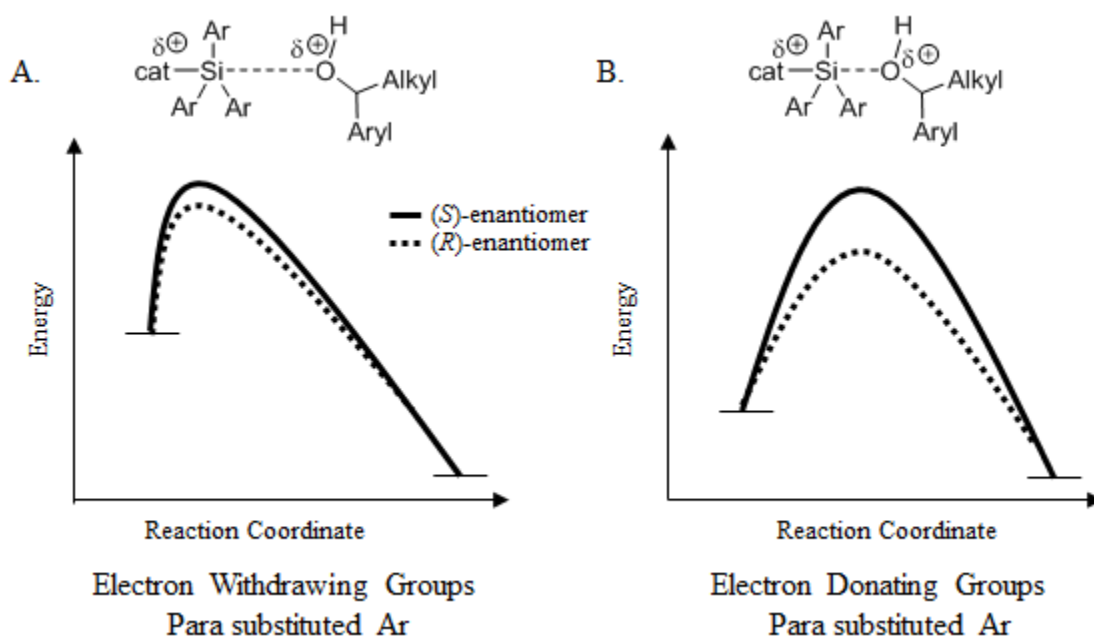 A.
δ⊕
Ar
cat
Si
Ar
Ar
δ⊕
H
O
Alkyl
Aryl
B.
δ⊕
Ar
cat
Si
Ar
Ar
H
O
δ⊕
Alkyl
Aryl
(S)-enantiomer
(R)-enantiomer
Energy
Energy
Reaction Coordinate
Reaction Coordinate
Electron Withdrawing Groups
Para substituted Ar
Electron Donating Groups
Para substituted Ar